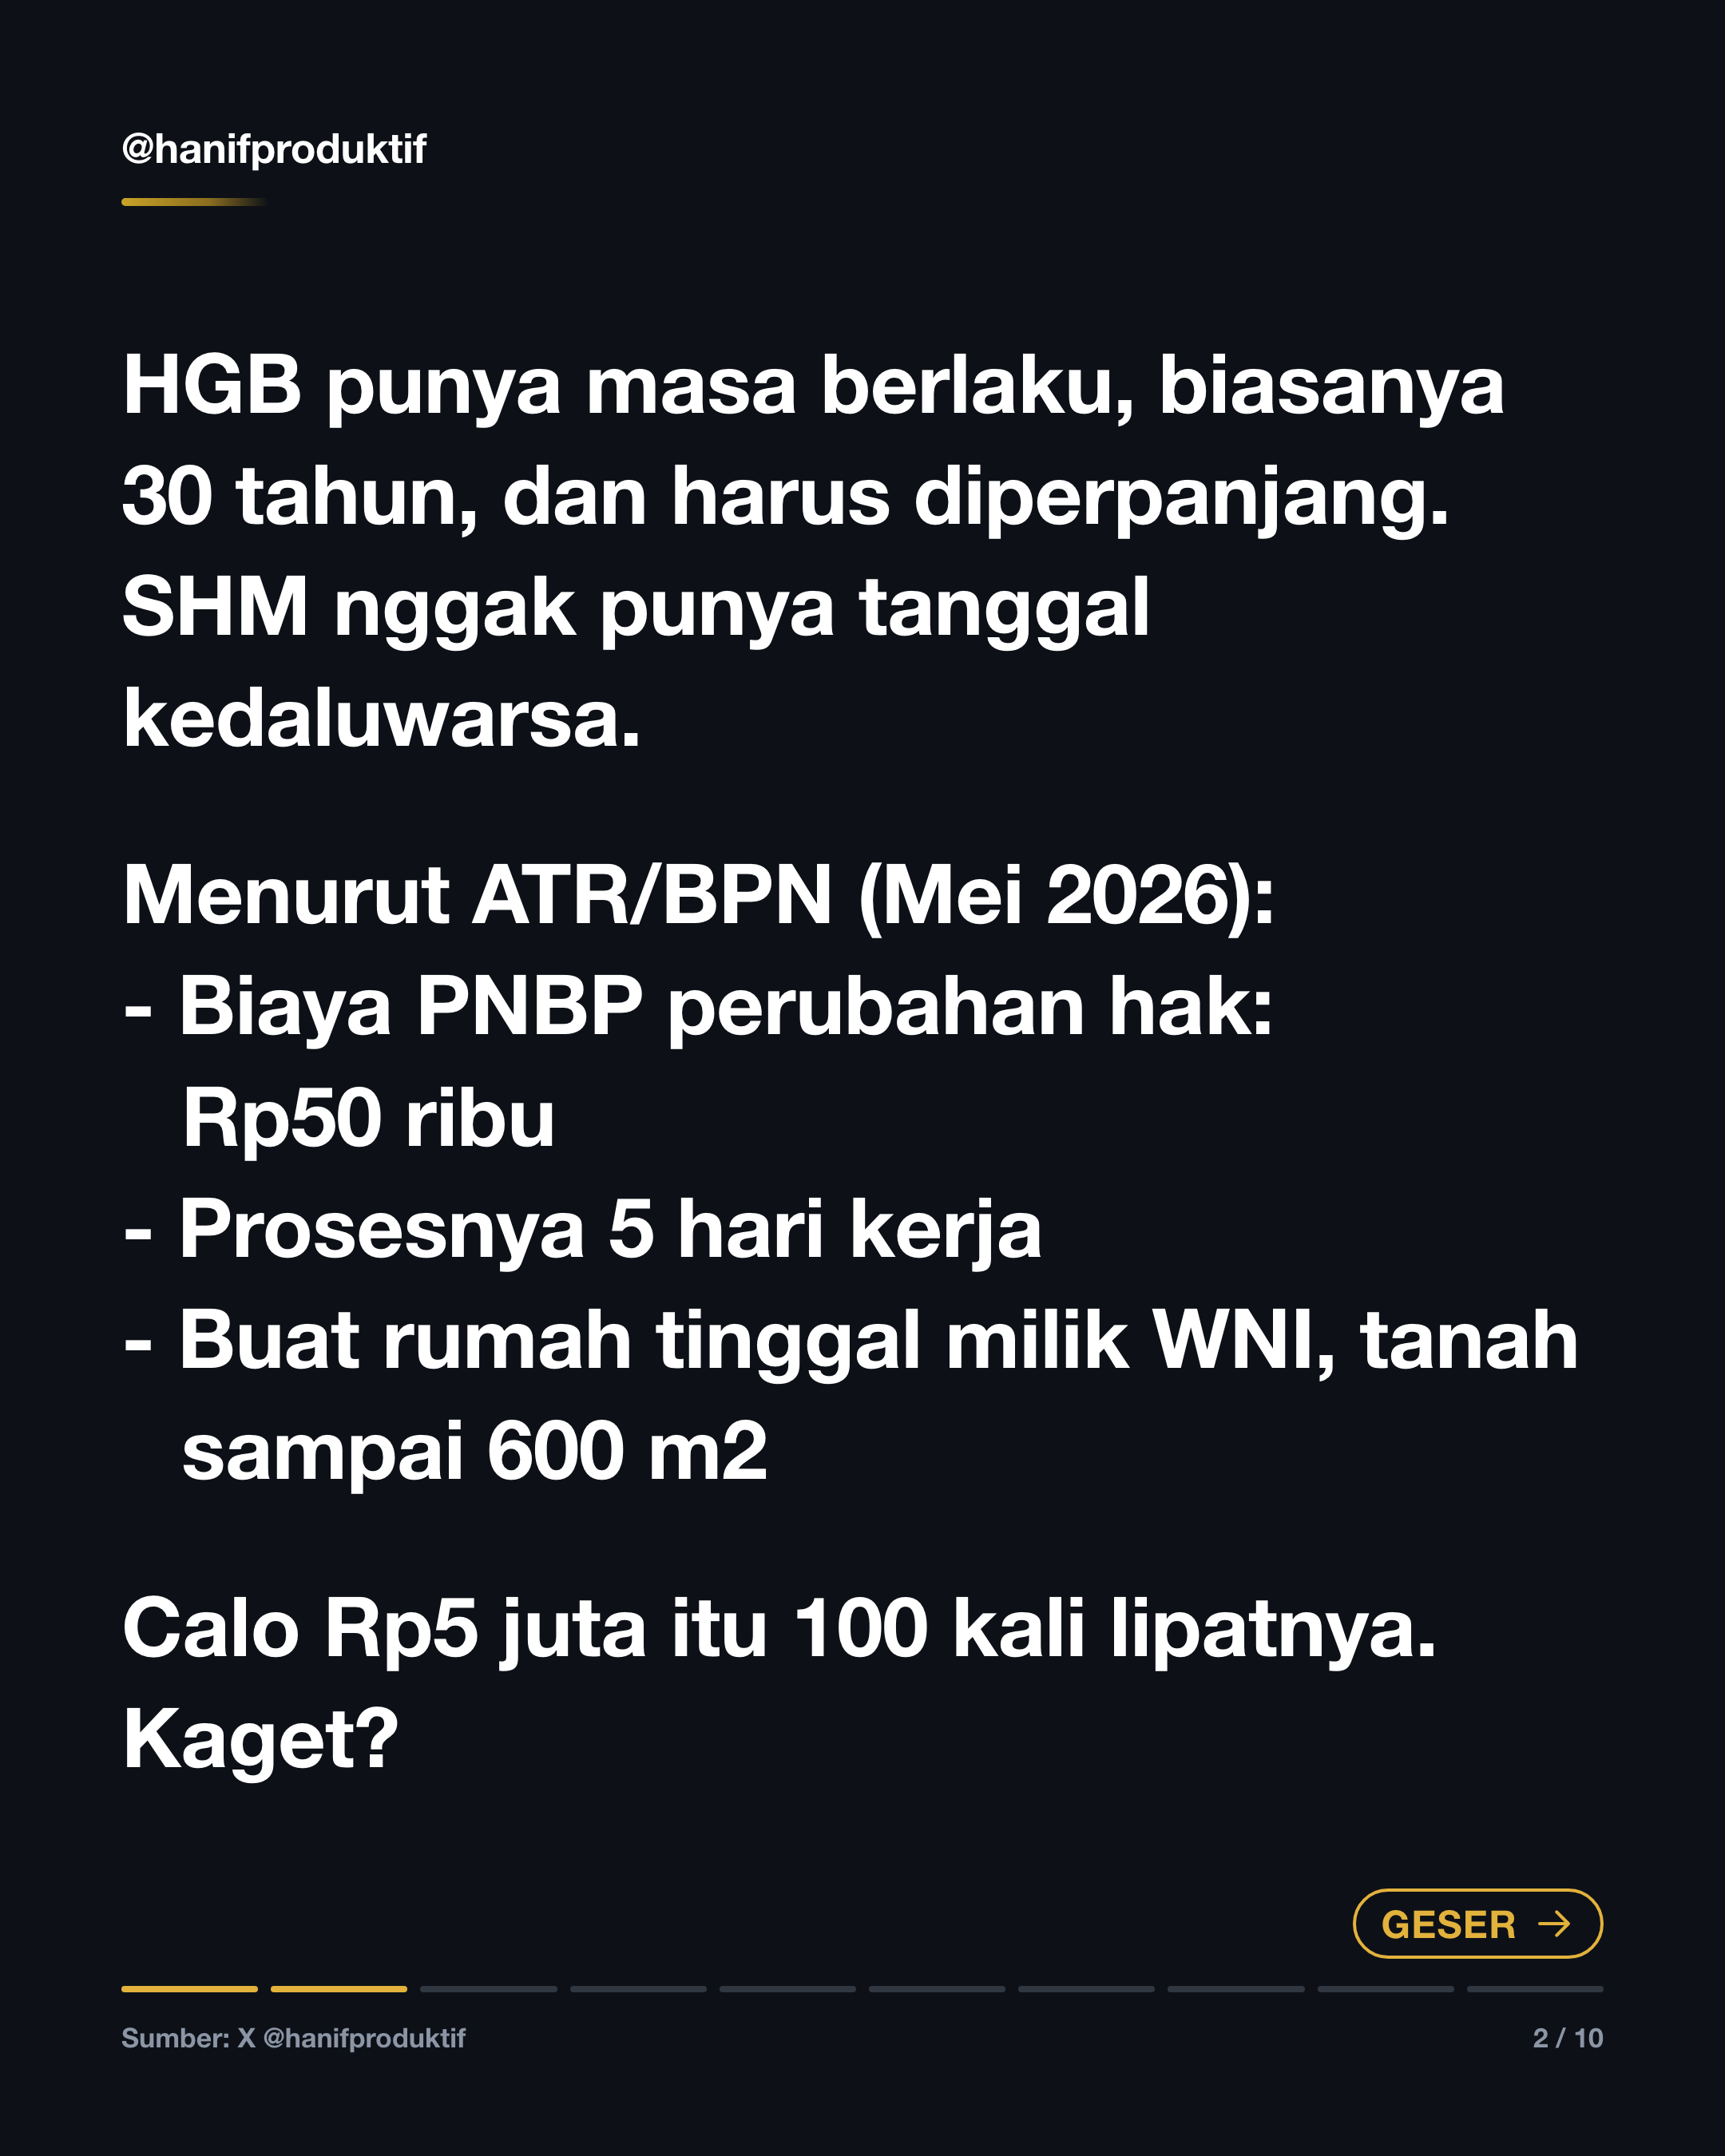 @hanifproduktif
HGB punya masa berlaku, biasanya
30 tahun, dan harus diperpanjang.
SHM nggak punya tanggal
kedaluwarsa.
Menurut ATR/BPN (Mei 2026):
- Biaya PNBP perubahan hak:
Rp50 ribu
- Prosesnya 5 hari kerja
- Buat rumah tinggal milik WNI, tanah
sampai 600 m2
Calo Rp5 juta itu 100 kali lipatnya.
Kaget?
GESER →
Sumber: X @hanifproduktif
2 / 10